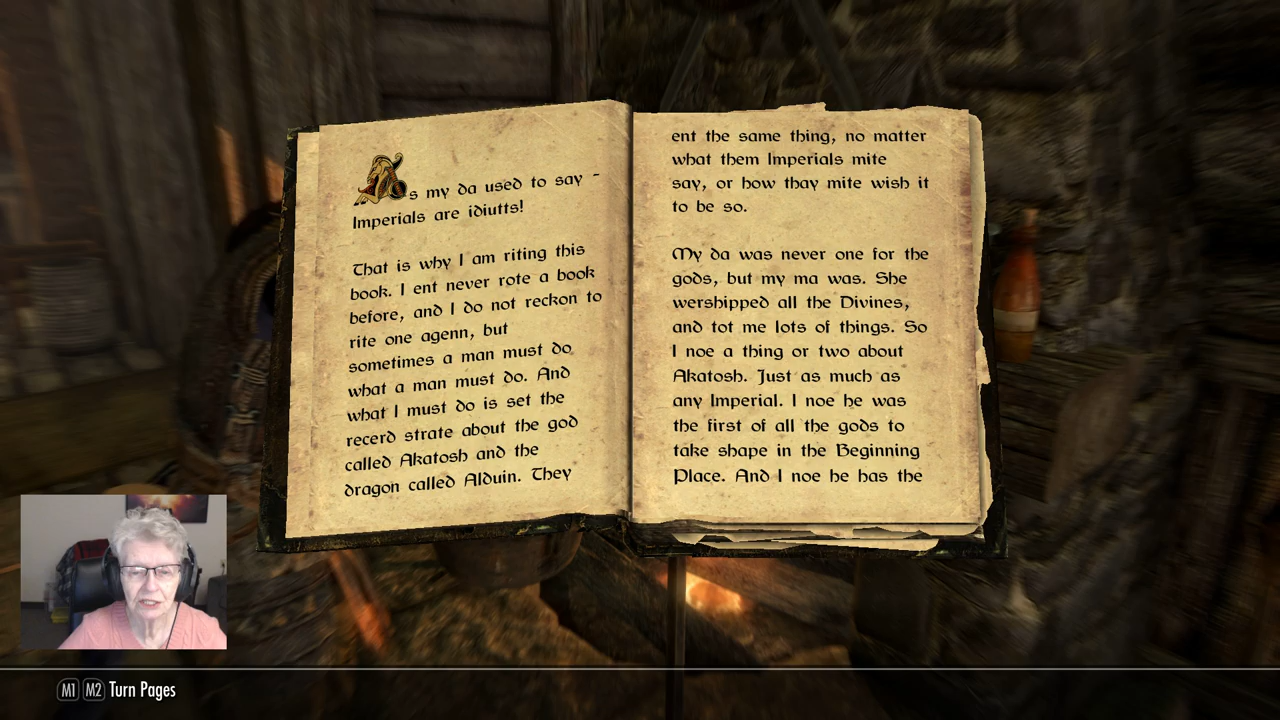 As my da used to say -
Imperials are idiutts!
That is why I am riting this
book. I ent never rote a book
before, and I do not reckon to
rite one agenn, but
sometimes a man must do
what a man must do. And
what I must do is set the
recerd strate about the god
called Akatosh and the
dragon called Alduin. They
ent the same thing, no matter
what them Imperials mite
say, or how thay mite wish it
to be so.
My da was never one for the
gods, but my ma was. She
wershipped all the Divines,
and tot me lots of things. So
I noe a thing or two about
Akatosh. Just as much as
any Imperial. I noe he was
the first of all the gods to
take shape in the Beginning
Place. And I noe he has the
M1 M2 Turn Pages